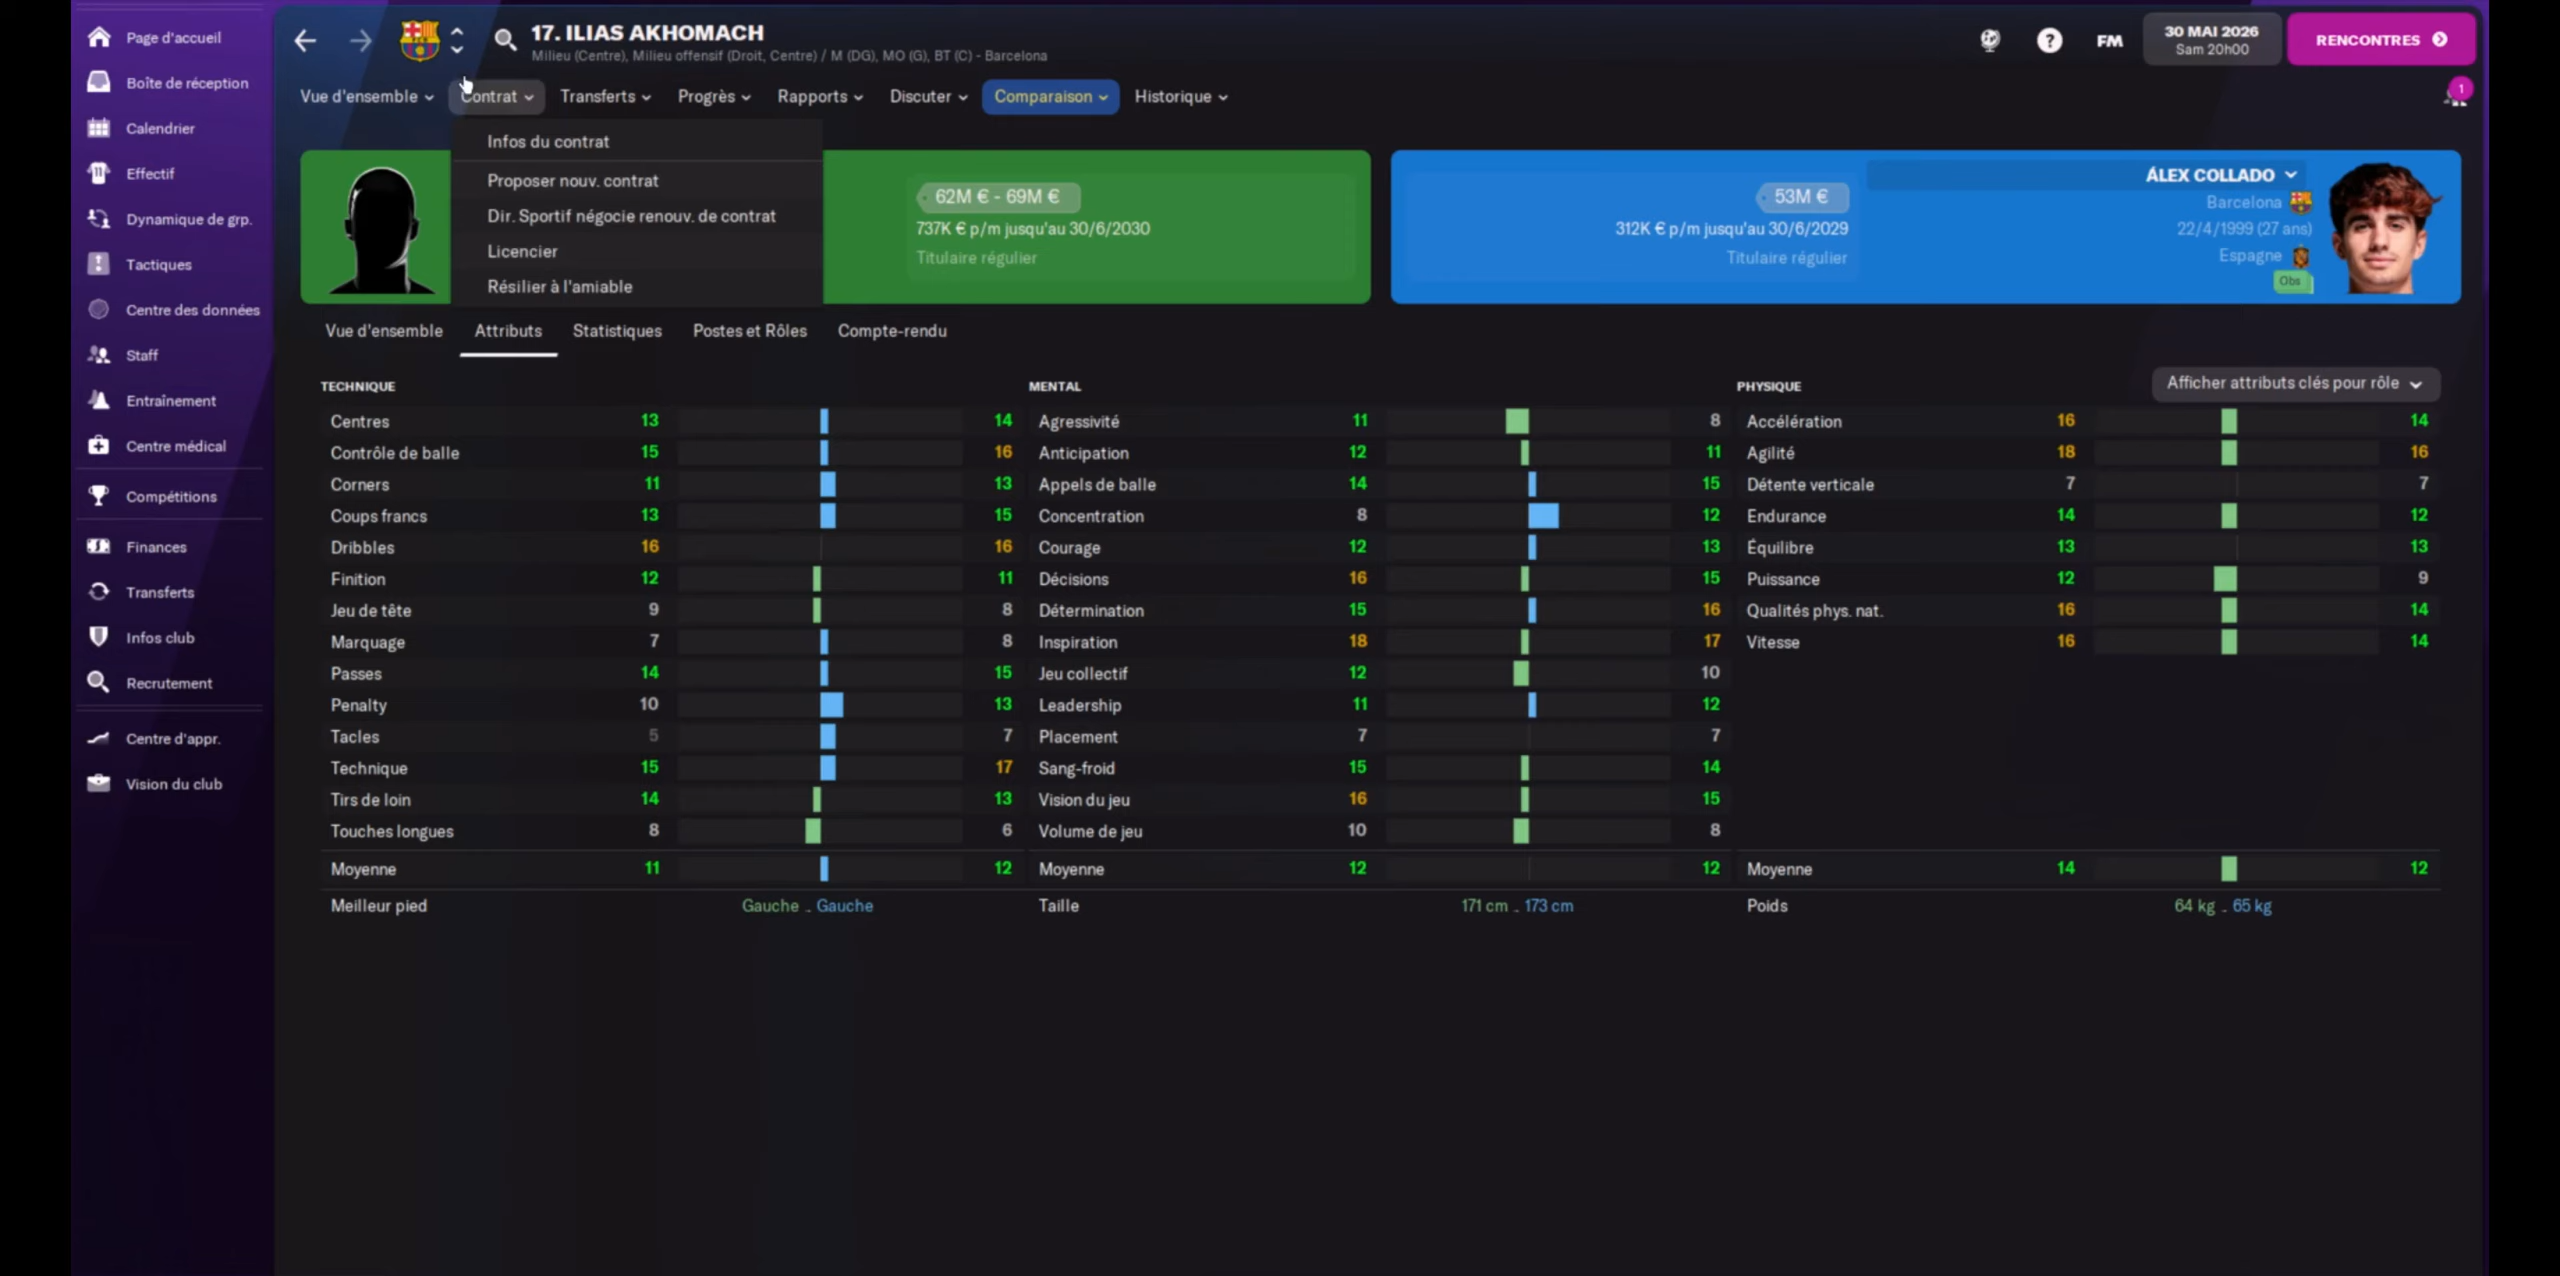 Page d'accueil
Boîte de réception
Calendrier
Effectif
Dynamique de grp.
Tactiques
Centre des données
Staff
Entraînement
Centre médical
Compétitions
Finances
Transferts
Infos club
Recrutement
Centre d'appr.
Vision du club
17. ILIAS AKHOMACH
Milieu (Centre), Milieu offensif (Droit, Centre) / M (DG), MO (G), BT (C) - Barcelona
FM
30 MAI 2026
Sam 20h00
RENCONTRES
Vue d'ensemble Contrat Transferts Progrès Rapports Discuter Comparaison Historique
1
Infos du contrat
Proposer nouv. contrat
Dir. Sportif négocie renouv. de contrat
Licencier
Résilier à l'amiable
62M € - 69M €
737K € p/m jusqu'au 30/6/2030
Titulaire régulier
53M €
312K € p/m jusqu'au 30/6/2029
Titulaire régulier
ÁLEX COLLADO
Barcelona
22/4/1999 (27 ans)
Espagne
Obs
Vue d'ensemble Attributs Statistiques Postes et Rôles Compte-rendu
Afficher attributs clés pour rôle
TECHNIQUE
Centres 13 14
Contrôle de balle 15 16
Corners 11 13
Coups francs 13 15
Dribbles 16 16
Finition 12 11
Jeu de tête 9 8
Marquage 7 8
Passes 14 15
Penalty 10 13
Tacles 5 7
Technique 15 17
Tirs de loin 14 13
Touches longues 8 6
Moyenne 11 12
Meilleur pied Gauche - Gauche
MENTAL
Agressivité 11 8
Anticipation 12 11
Appels de balle 14 15
Concentration 8 12
Courage 12 13
Décisions 16 15
Détermination 15 16
Inspiration 18 17
Jeu collectif 12 10
Leadership 11 12
Placement 7 7
Sang-froid 15 14
Vision du jeu 16 15
Volume de jeu 10 8
Moyenne 12 12
Taille 171 cm - 173 cm
PHYSIQUE
Accélération 16 14
Agilité 18 16
Détente verticale 7 7
Endurance 14 12
Équilibre 13 13
Puissance 12 9
Qualités phys. nat. 16 14
Vitesse 16 14
Moyenne 14 12
Poids 64 kg - 65 kg